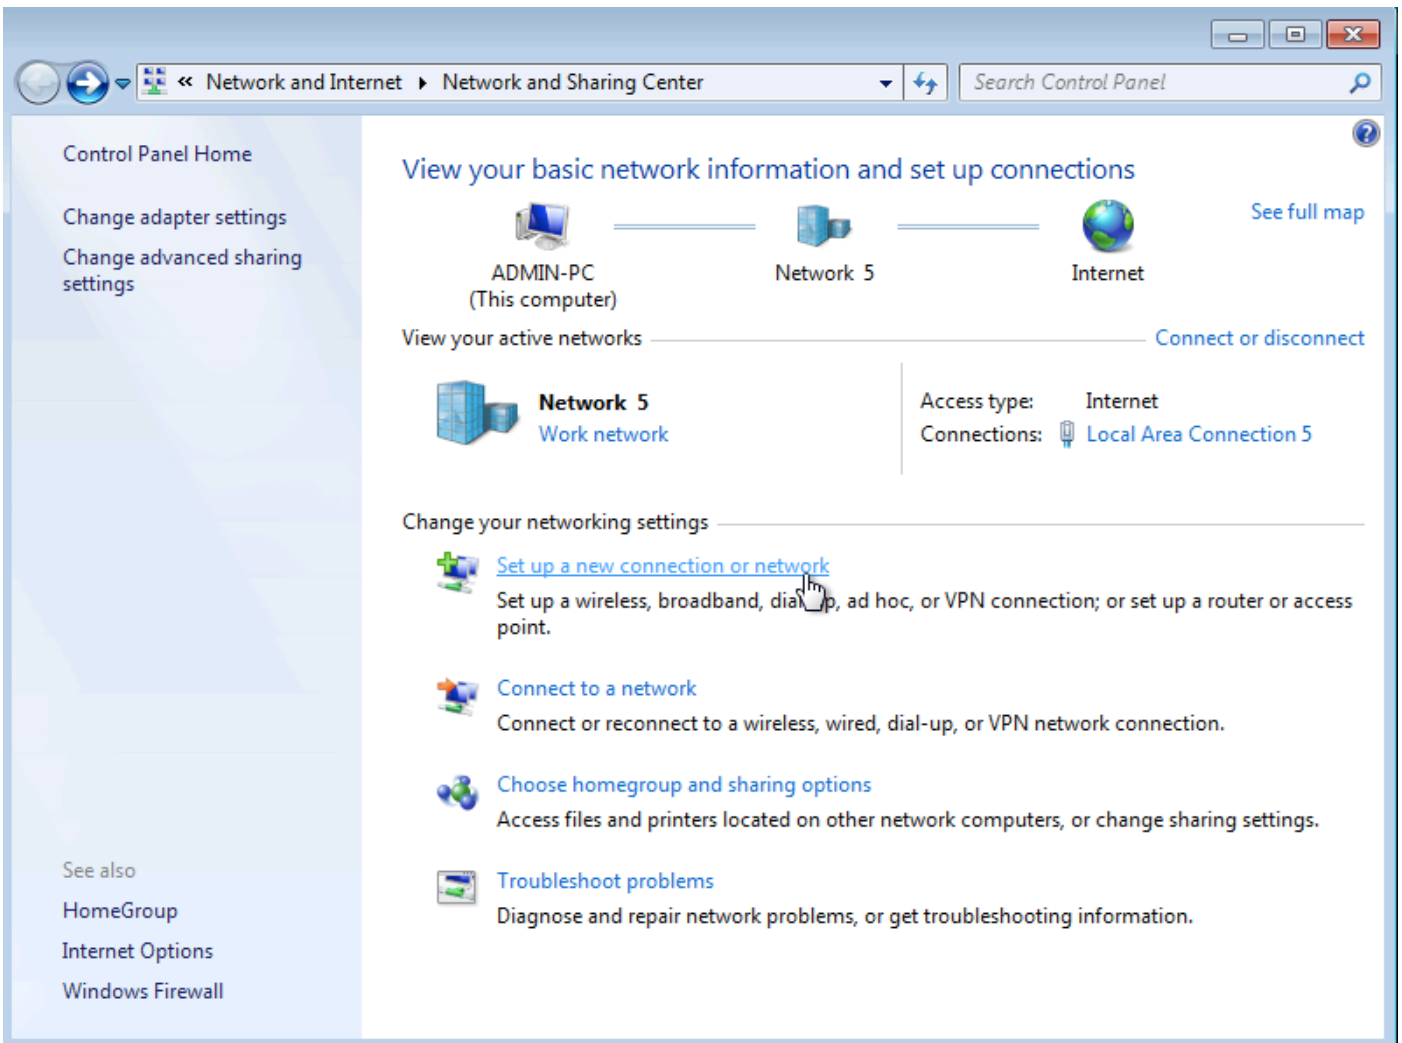 « Network and Internet ▸ Network and Sharing Center
Search Control Panel
Control Panel Home
Change adapter settings
Change advanced sharing
settings
See also
HomeGroup
Internet Options
Windows Firewall
View your basic network information and set up connections
See full map
ADMIN-PC
(This computer)
Network 5
Internet
View your active networks
Connect or disconnect
Network 5
Work network
Access type: Internet
Connections: Local Area Connection 5
Change your networking settings
Set up a new connection or network
Set up a wireless, broadband, dial-up, ad hoc, or VPN connection; or set up a router or access
point.
Connect to a network
Connect or reconnect to a wireless, wired, dial-up, or VPN network connection.
Choose homegroup and sharing options
Access files and printers located on other network computers, or change sharing settings.
Troubleshoot problems
Diagnose and repair network problems, or get troubleshooting information.